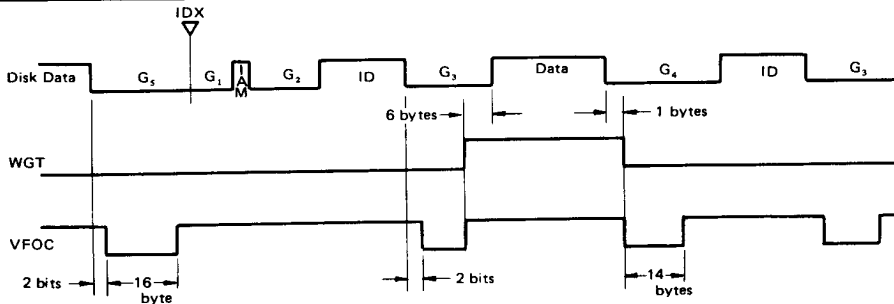 IDX
Disk Data G5 G1 IAM G2 ID G3 Data G4 ID G3
6 bytes 1 bytes
WGT
VFOC
2 bits 16 byte 2 bits 14 bytes